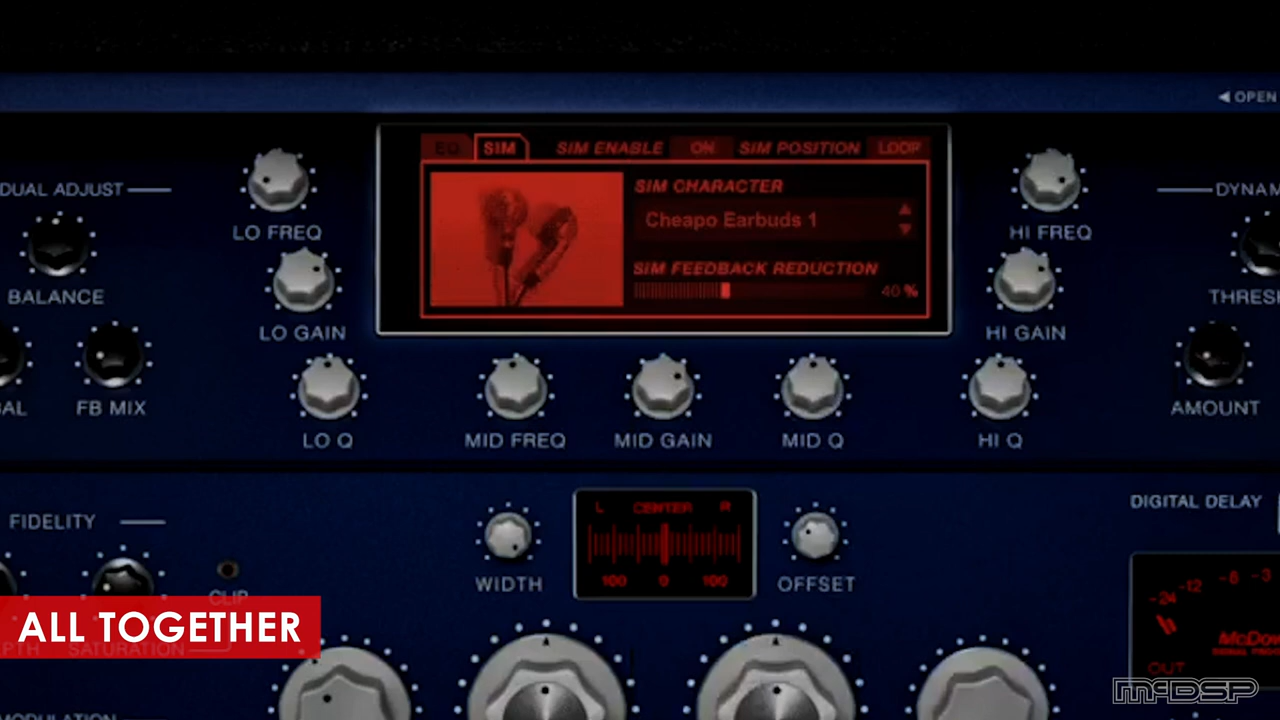 ◀ OPEN
EQ SIM SIM ENABLE ON SIM POSITION LOOP
DUAL ADJUST
SIM CHARACTER
Cheapo Earbuds 1
LO FREQ
HI FREQ
SIM FEEDBACK REDUCTION
40 %
BALANCE
LO GAIN
HI GAIN
FB MIX
AMOUNT
LO Q
MID FREQ
MID GAIN
MID Q
HI Q
FIDELITY
L CENTER R
DIGITAL DELAY
100 0 100
WIDTH
OFFSET
CLIP
-24 -12 -6 -3
ALL TOGETHER
SATURATION
OUT
McDSP